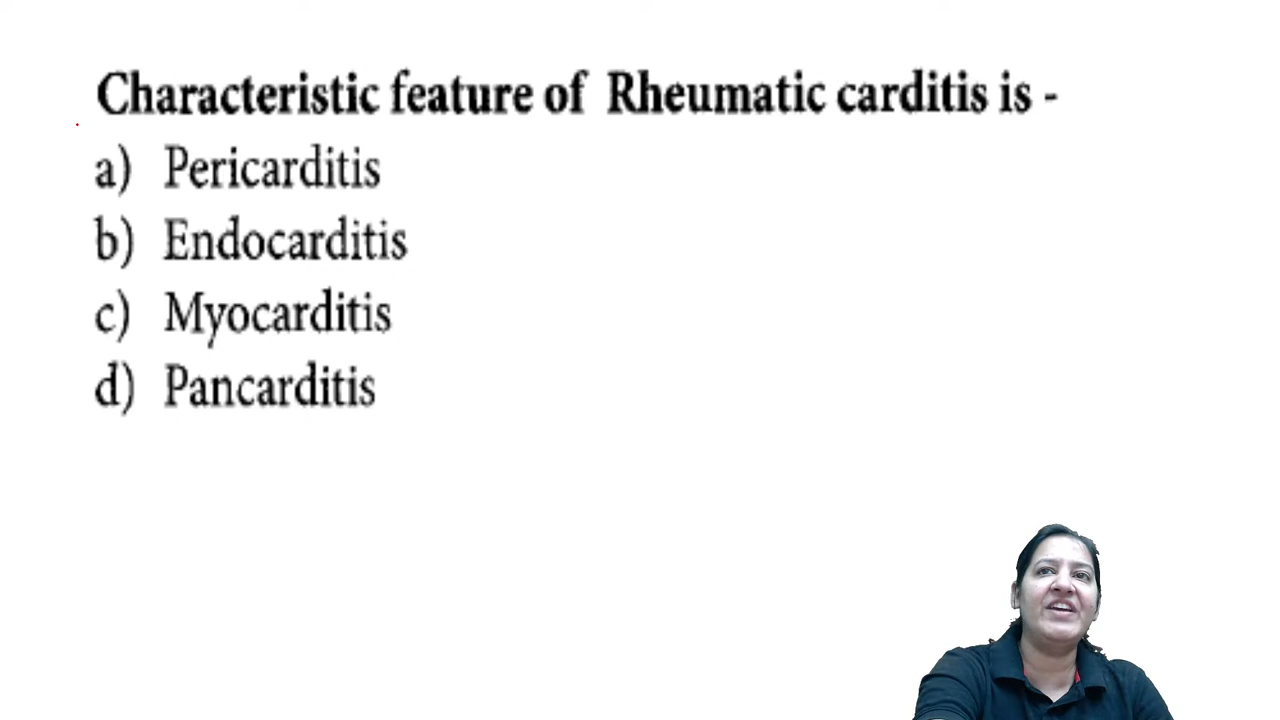 Characteristic feature of Rheumatic carditis is -
a) Pericarditis
b) Endocarditis
c) Myocarditis
d) Pancarditis